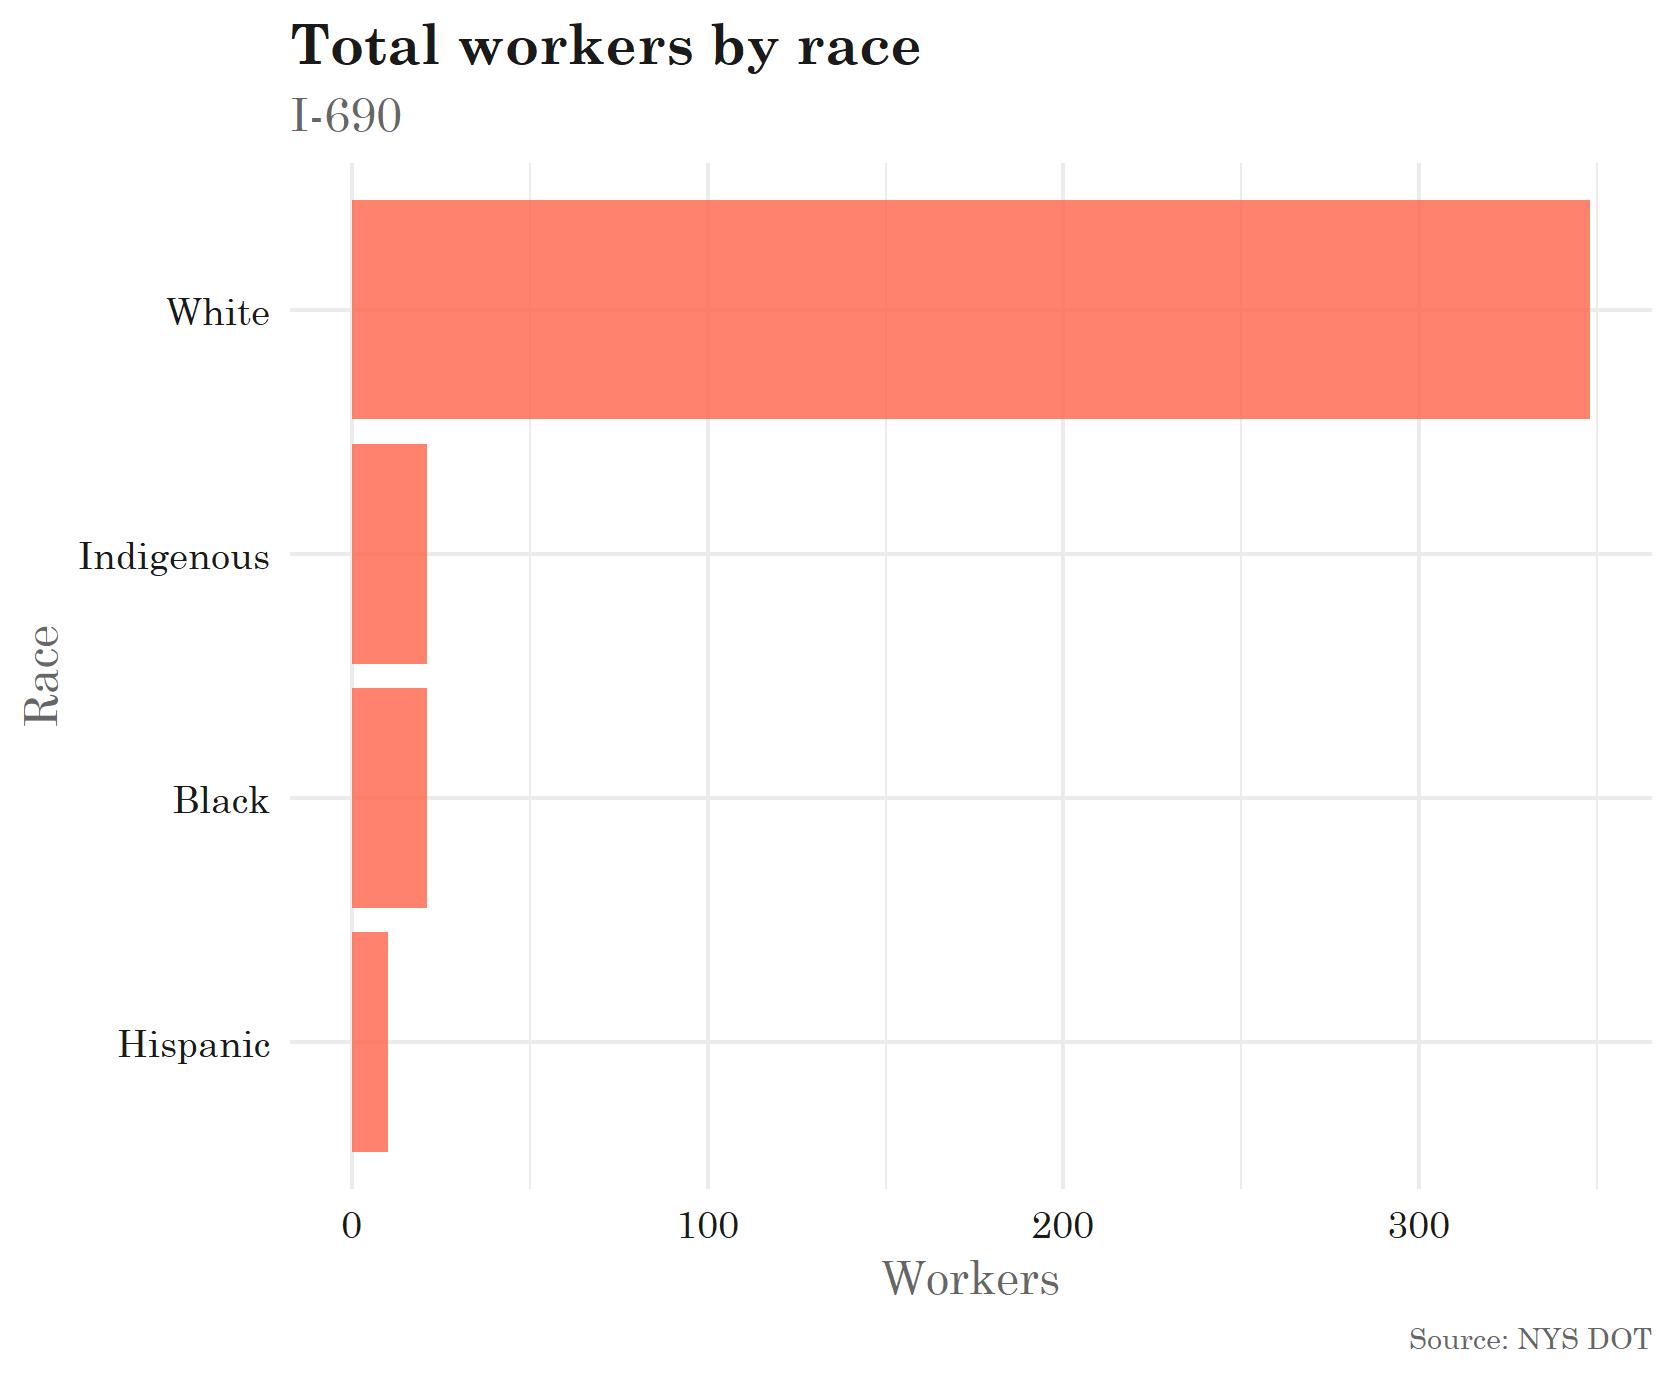 Total workers by race
I-690
White
Indigenous
Black
Hispanic
Race
0 100 200 300
Workers
Source: NYS DOT